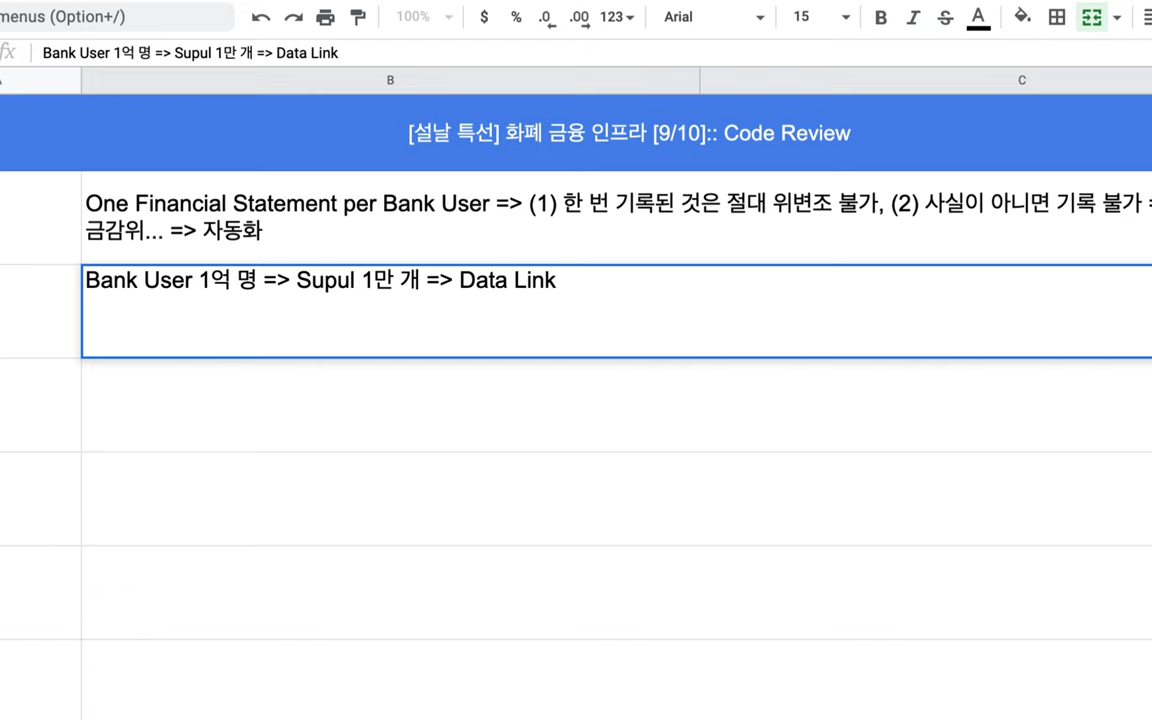 menus (Option+/)
100%
$
%
.0
.00
123
Arial
15
B
I
S
A
fx
Bank User 1억 명 => Supul 1만 개 => Data Link
B
C
[설날 특선] 화폐 금융 인프라 [9/10]:: Code Review
One Financial Statement per Bank User => (1) 한 번 기록된 것은 절대 위변조 불가, (2) 사실이 아니면 기록 불가 =
금감위... => 자동화
Bank User 1억 명 => Supul 1만 개 => Data Link